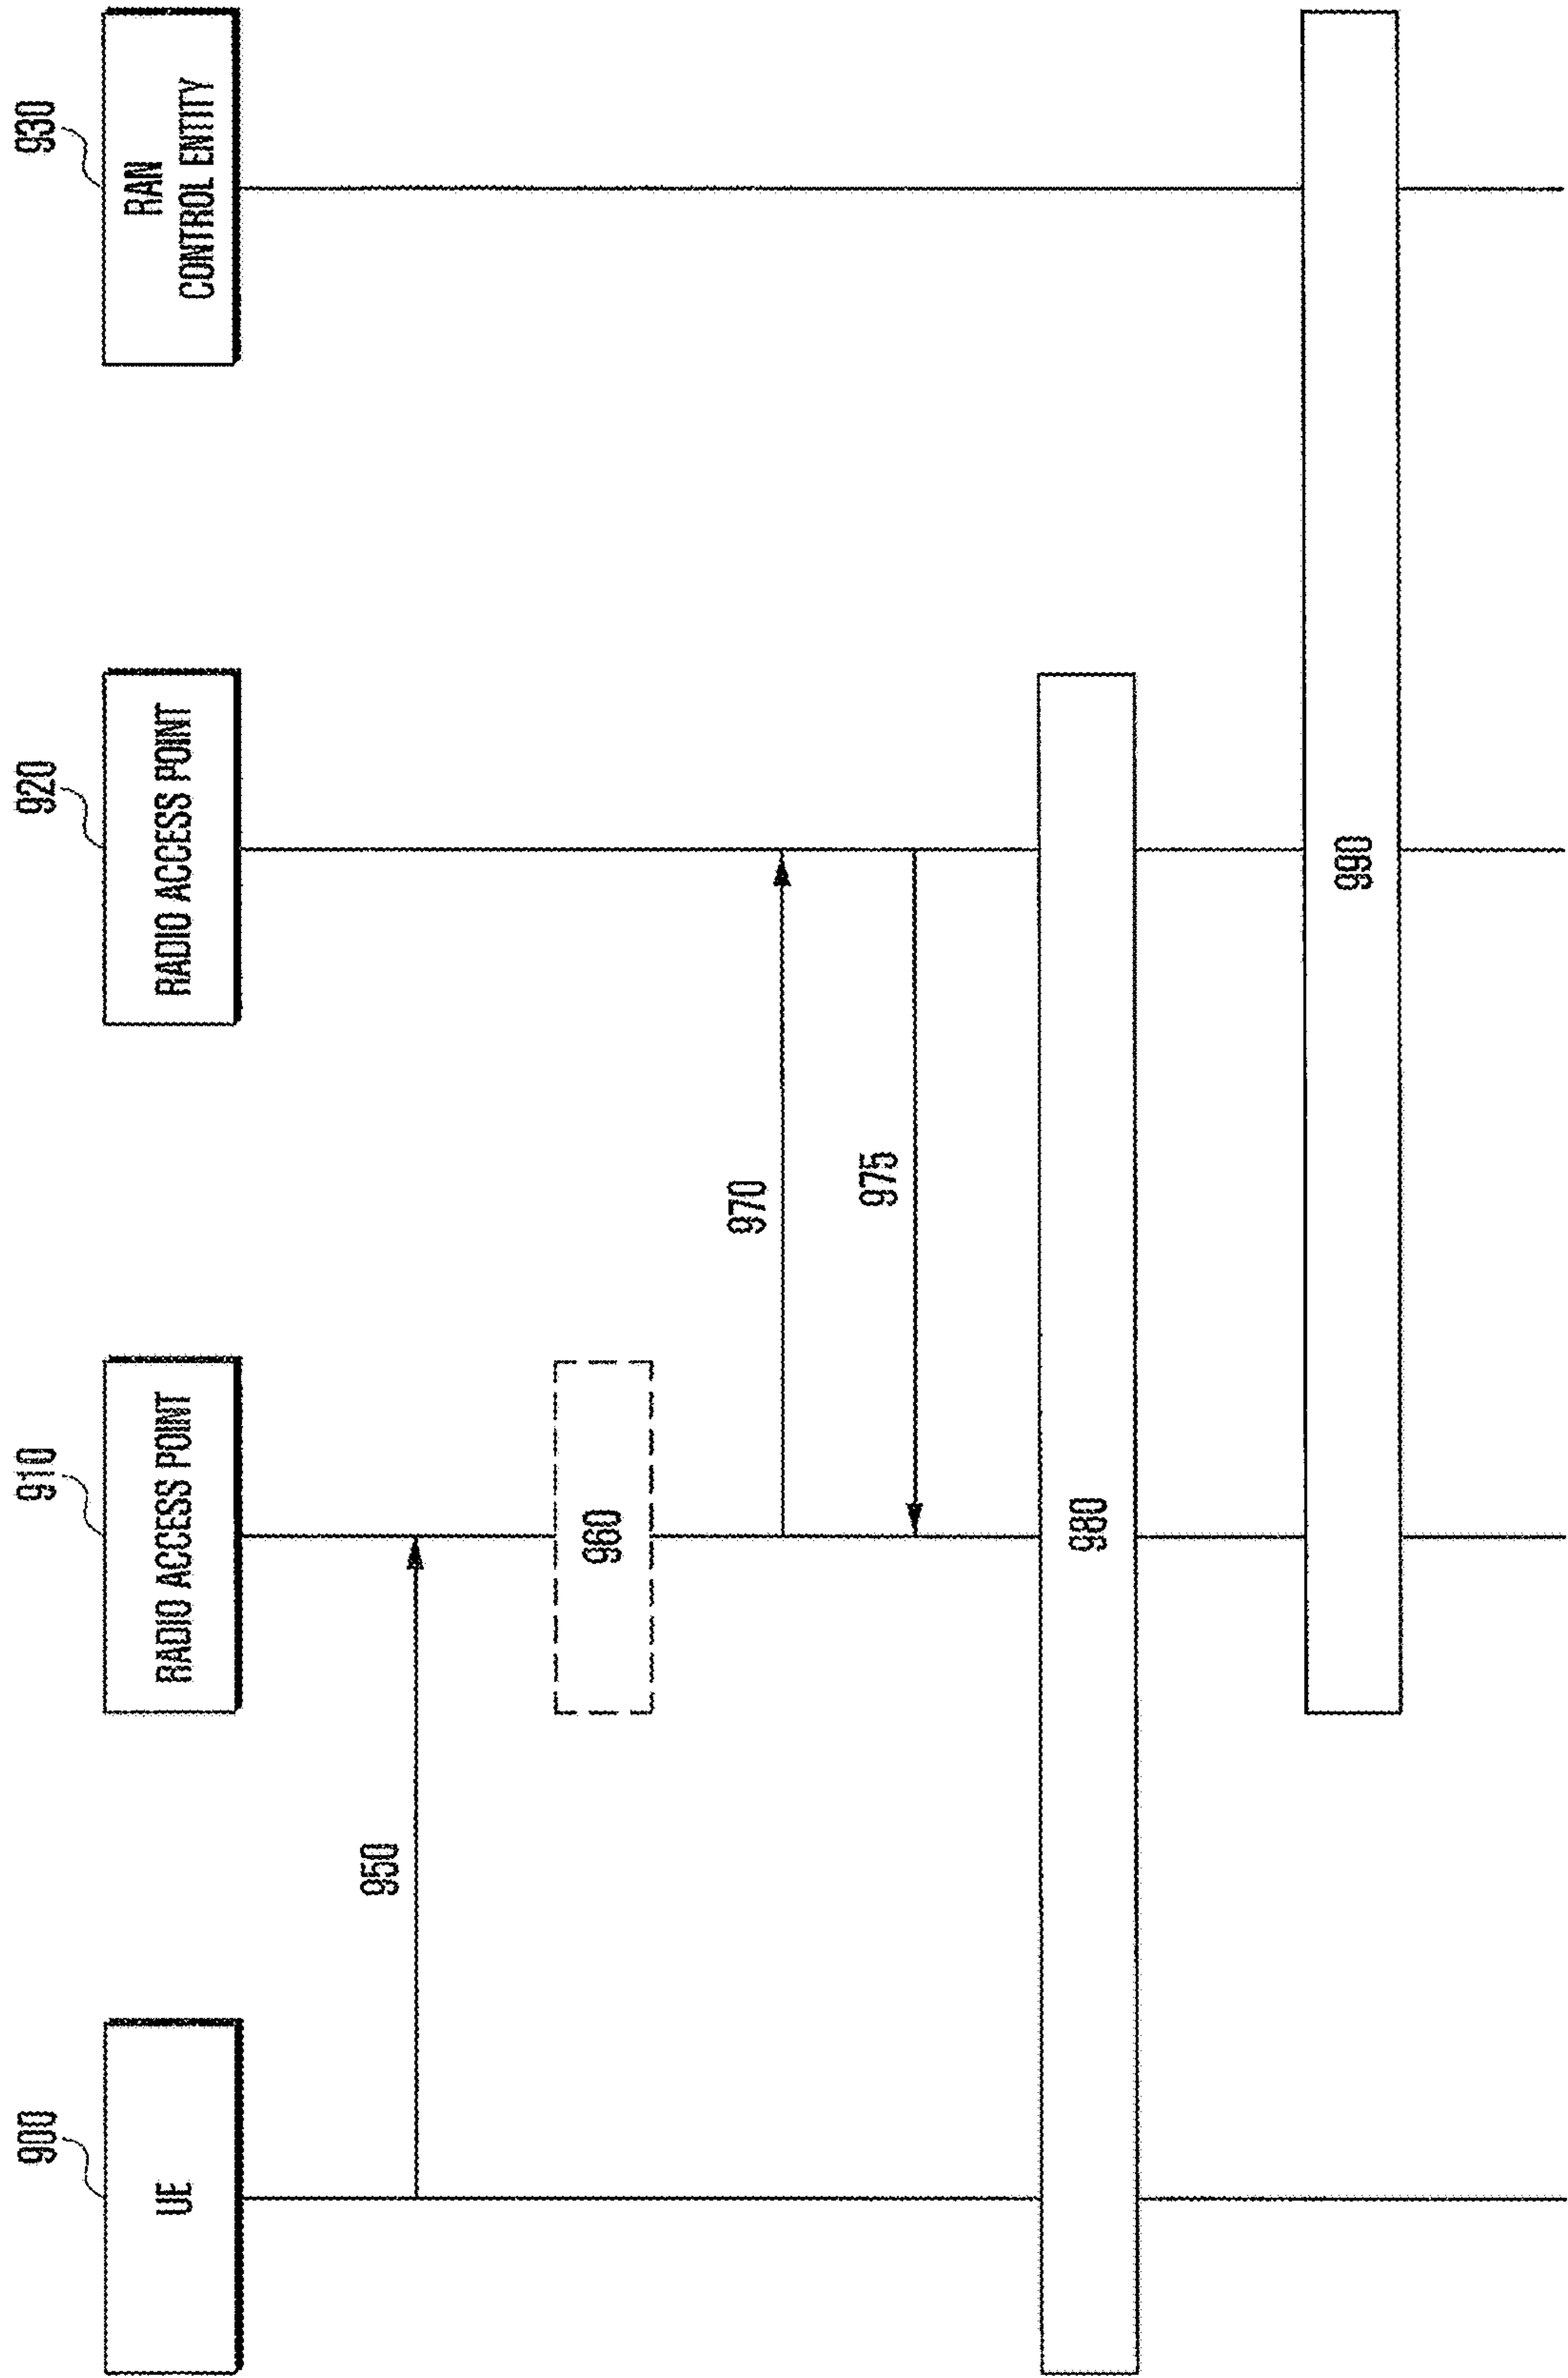 900
910
920
930
UE
RADIO ACCESS POINT
RADIO ACCESS POINT
RAN
CONTROL ENTITY
950
960
970
975
980
990